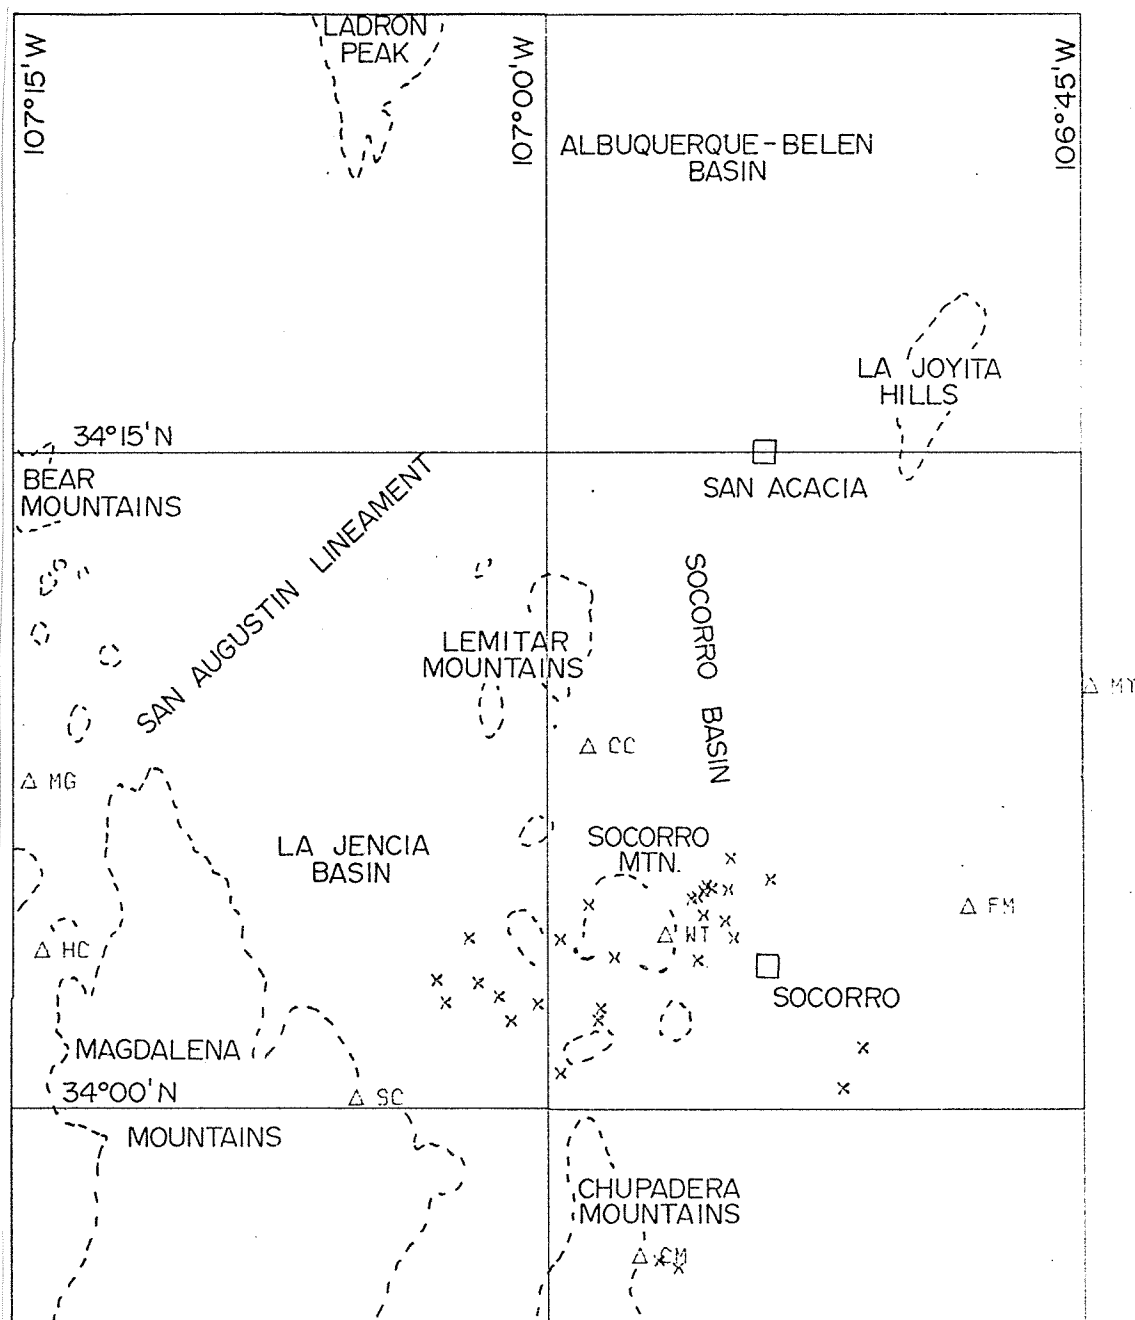 LADRON
PEAK
107°15'W
107°00'W
106°45'W
ALBUQUERQUE-BELEN
BASIN
LA JOYITA
HILLS
34°15'N
BEAR
MOUNTAINS
SAN ACACIA
SAN AUGUSTIN LINEAMENT
SOCORRO BASIN
LEMITAR
MOUNTAINS
MY
CC
MG
LA JENCIA
BASIN
SOCORRO
MTN.
FM
WT
HC
SOCORRO
MAGDALENA
34°00'N
SC
MOUNTAINS
CHUPADERA
MOUNTAINS
CM